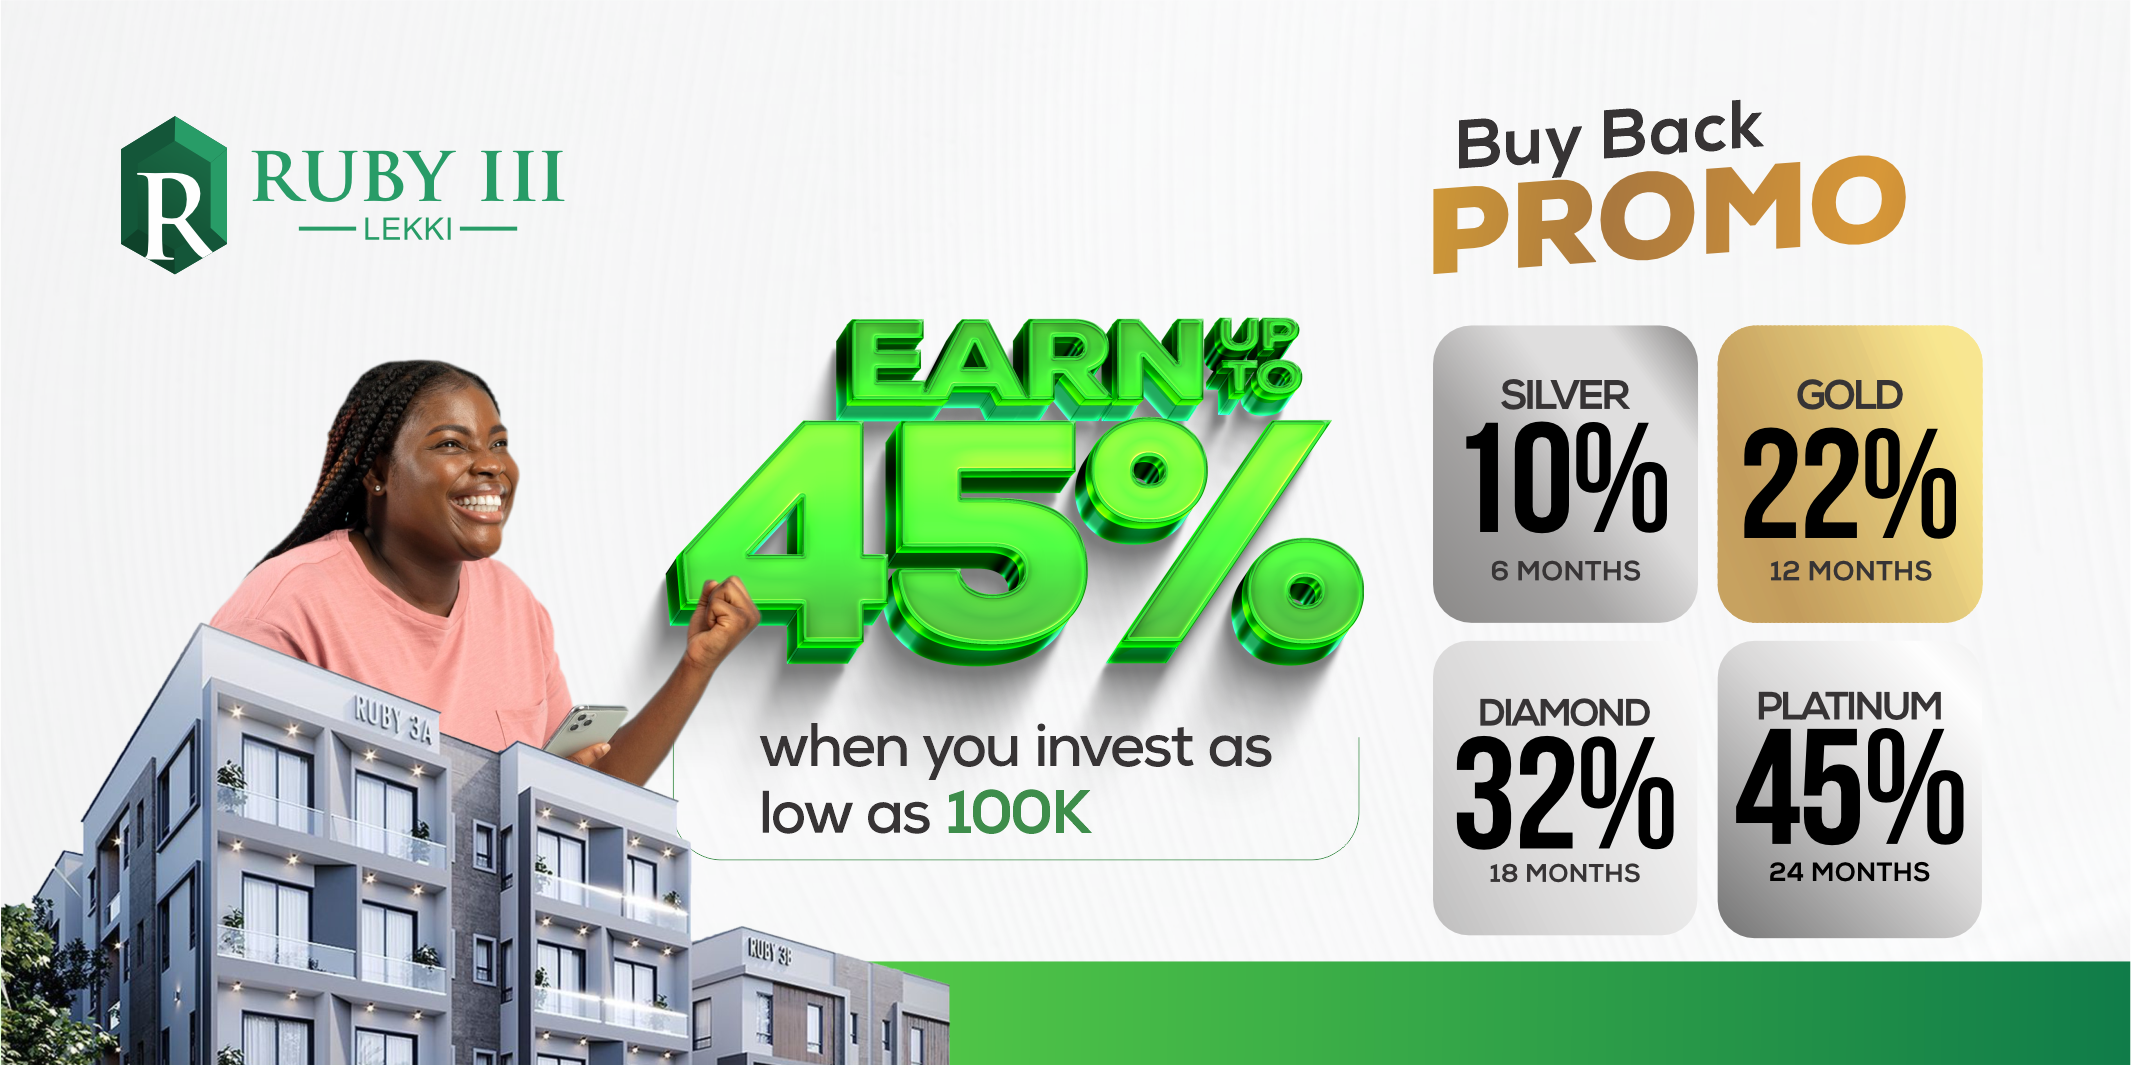 R
RUBY III
LEKKI
Buy Back
PROMO
EARN UP TO
45%
when you invest as
low as 100K
SILVER
10%
6 MONTHS
GOLD
22%
12 MONTHS
DIAMOND
32%
18 MONTHS
PLATINUM
45%
24 MONTHS
RUBY 3A
RUBY 3B